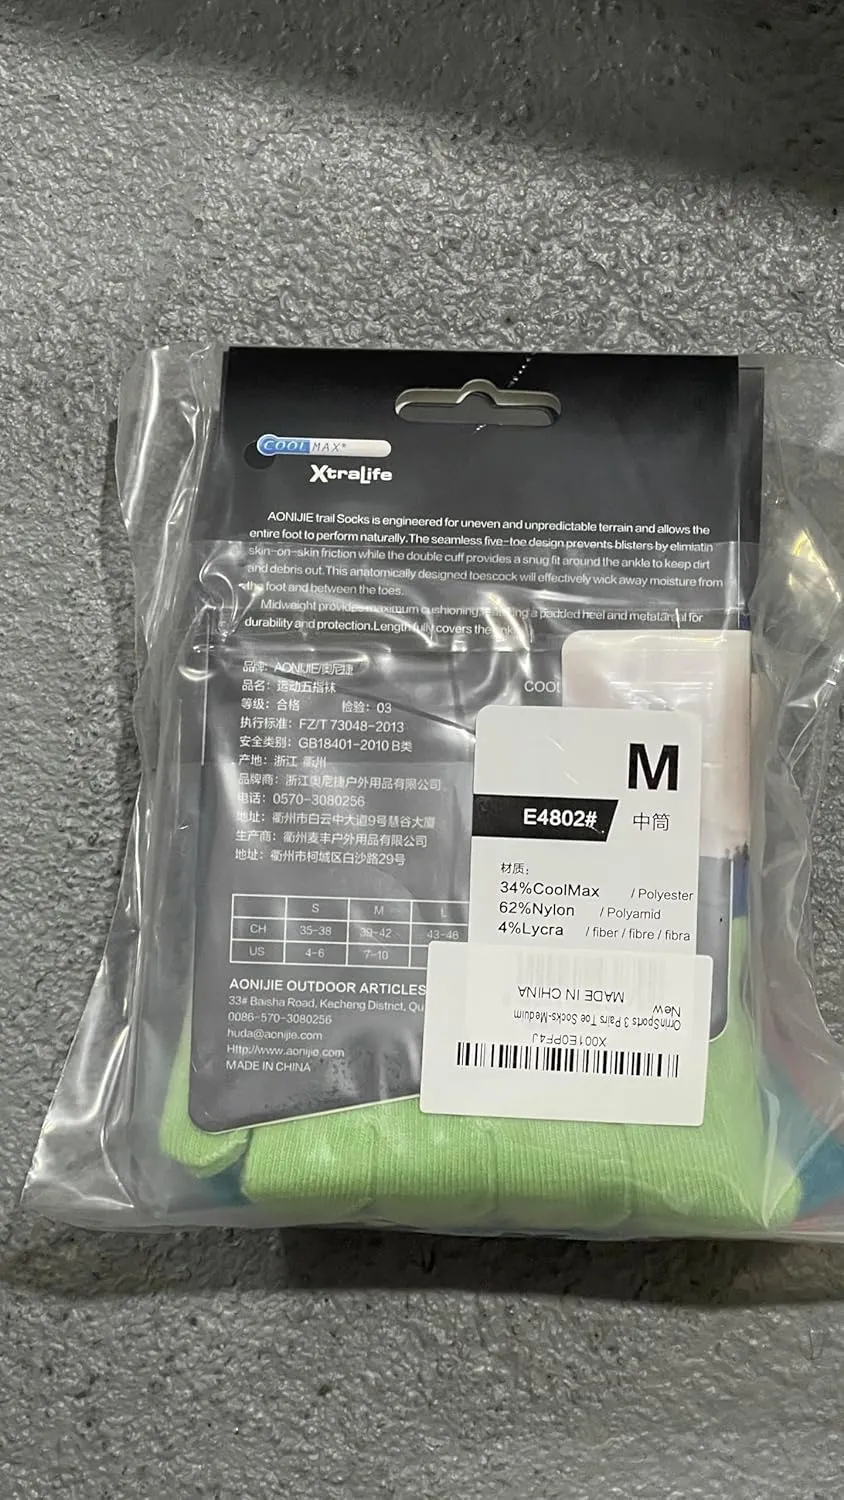 COOLMAX®
XtraLife
AONIJIE trail Socks is engineered for uneven and unpredictable terrain and allows the
entire foot to perform naturally.The seamless five-toe design prevents blisters by elimiatin
skin-on-skin friction while the double cuff provides a snug fit around the ankle to keep dirt
and debris out.This anatomically designed toescock will effectively wick away moisture from
the foot and between the toes.
Midweight provides maximum cushioning, a padded heel and metatarsal for
durability and protection.Length fully covers the
品牌: AONIJIE/奥尼捷
品名: 运动五指袜
等级: 合格 检验: 03
执行标准: FZ/T 73048-2013
安全类别: GB18401-2010 B类
产地: 浙江 衢州
品牌商: 浙江奥尼捷户外用品有限公司
电话: 0570-3080256
地址: 衢州市白云中大道9号慧谷大厦
生产商: 衢州麦丰户外用品有限公司
地址: 衢州市柯城区白沙路29号
S M L
CH 35-38 39-42 43-46
US 4-6 7-10
AONIJIE OUTDOOR ARTICLES
33# Baisha Road, Kecheng District, Qu
0086-570-3080256
huda@aonijie.com
Http://www.aonijie.com
MADE IN CHINA
COOL
M
E4802# 中筒
材质:
34%CoolMax / Polyester
62%Nylon / Polyamid
4%Lycra / fiber / fibre / fibra
X001E0PF4J
OrrinSports 3 Pairs Toe Socks-Meduim
New
MADE IN CHINA